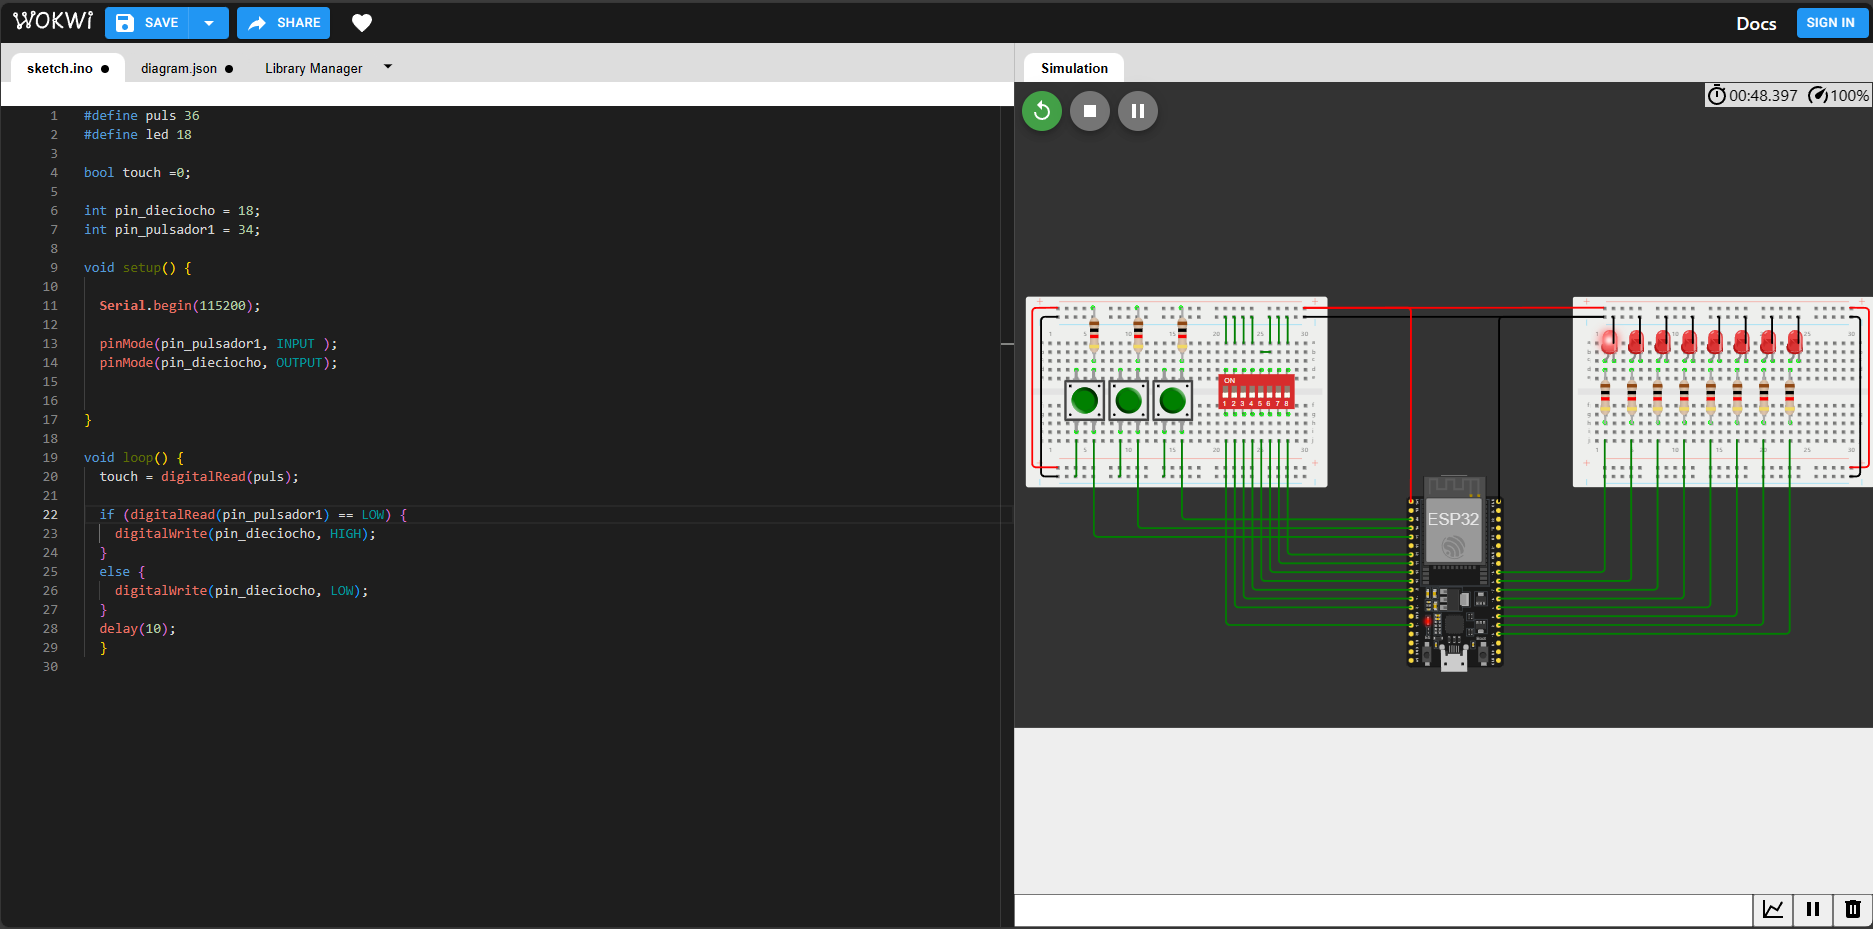 WOKWI
SAVE
SHARE
Docs
SIGN IN
sketch.ino ●
diagram.json ●
Library Manager
Simulation
00:48.397
100%
1 #define puls 36
2 #define led 18
3
4 bool touch =0;
5
6 int pin_dieciocho = 18;
7 int pin_pulsador1 = 34;
8
9 void setup() {
10
11 Serial.begin(115200);
12
13 pinMode(pin_pulsador1, INPUT );
14 pinMode(pin_dieciocho, OUTPUT);
15
16
17 }
18
19 void loop() {
20 touch = digitalRead(puls);
21
22 if (digitalRead(pin_pulsador1) == LOW) {
23 digitalWrite(pin_dieciocho, HIGH);
24 }
25 else {
26 digitalWrite(pin_dieciocho, LOW);
27 }
28 delay(10);
29 }
30
ON
1 2 3 4 5 6 7 8
ESP32